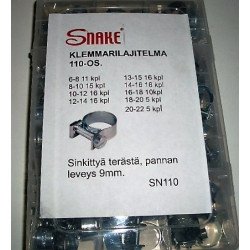 SNAKE
KLEMMARILAJITELMA
110-OS.
6-8 11 kpl
8-10 15 kpl
10-12 16 kpl
12-14 16 kpl
13-15 16 kpl
14-16 16 kpl
16-18 10kpl
18-20 5 kpl
20-22 5 kpl
Sinkittyä terästä, pannan
leveys 9mm.
SN110